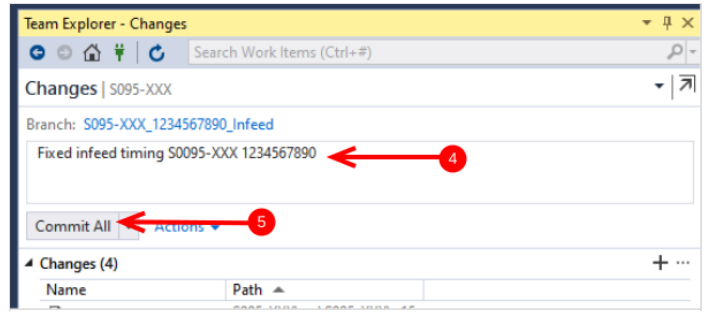 Team Explorer - Changes
Search Work Items (Ctrl+#)
Changes | S095-XXX
Branch: S095-XXX_1234567890_Infeed
Fixed infeed timing S0095-XXX 1234567890
4
Commit All Actions
5
Changes (4)
Name Path